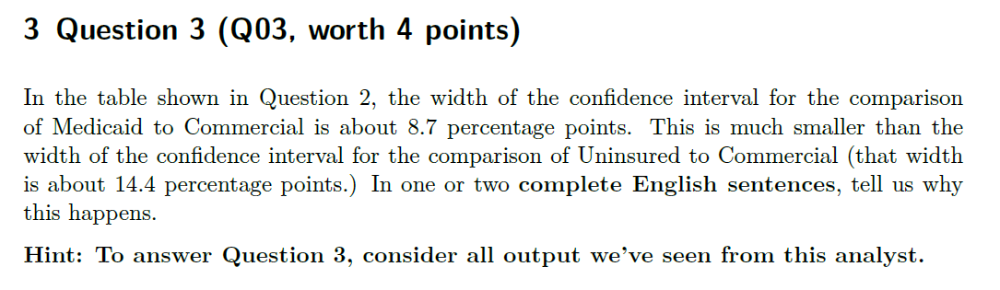 3 Question 3 (Q03, worth 4 points)
In the table shown in Question 2, the width of the confidence interval for the comparison
of Medicaid to Commercial is about 8.7 percentage points. This is much smaller than the
width of the confidence interval for the comparison of Uninsured to Commercial (that width
is about 14.4 percentage points.) In one or two complete English sentences, tell us why
this happens.
Hint: To answer Question 3, consider all output we've seen from this analyst.